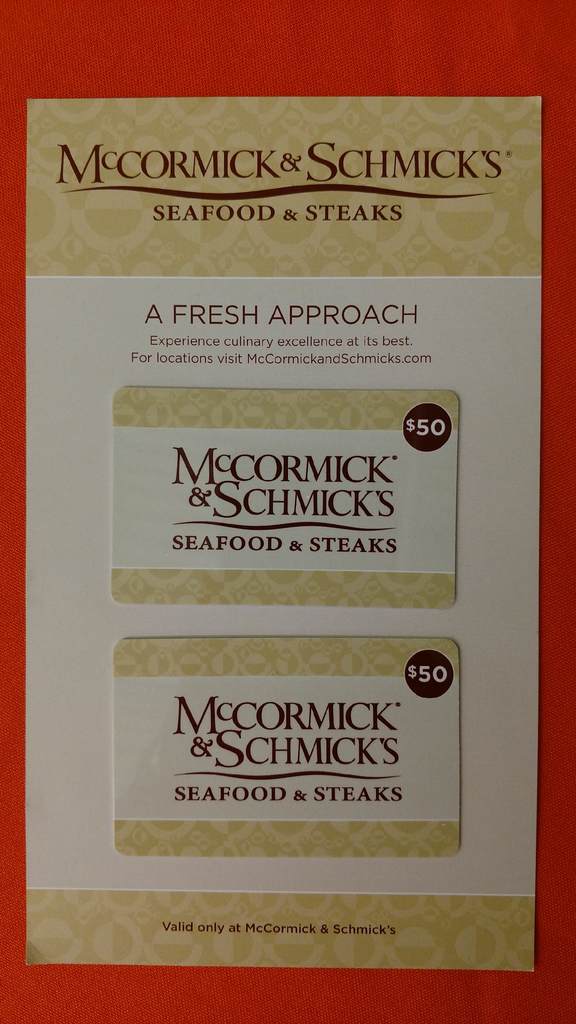 McCORMICK & SCHMICK'S®
SEAFOOD & STEAKS
A FRESH APPROACH
Experience culinary excellence at its best.
For locations visit McCormickandSchmicks.com
$50
McCORMICK®
& SCHMICK'S
SEAFOOD & STEAKS
$50
McCORMICK®
& SCHMICK'S
SEAFOOD & STEAKS
Valid only at McCormick & Schmick's